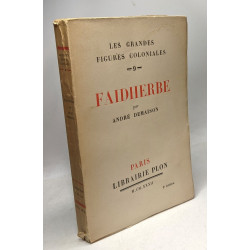 LES GRANDES
FIGURES COLONIALES
— 9 —
FAIDHERBE
par
ANDRÉ DEMAISON
PARIS
LIBRAIRIE PLON